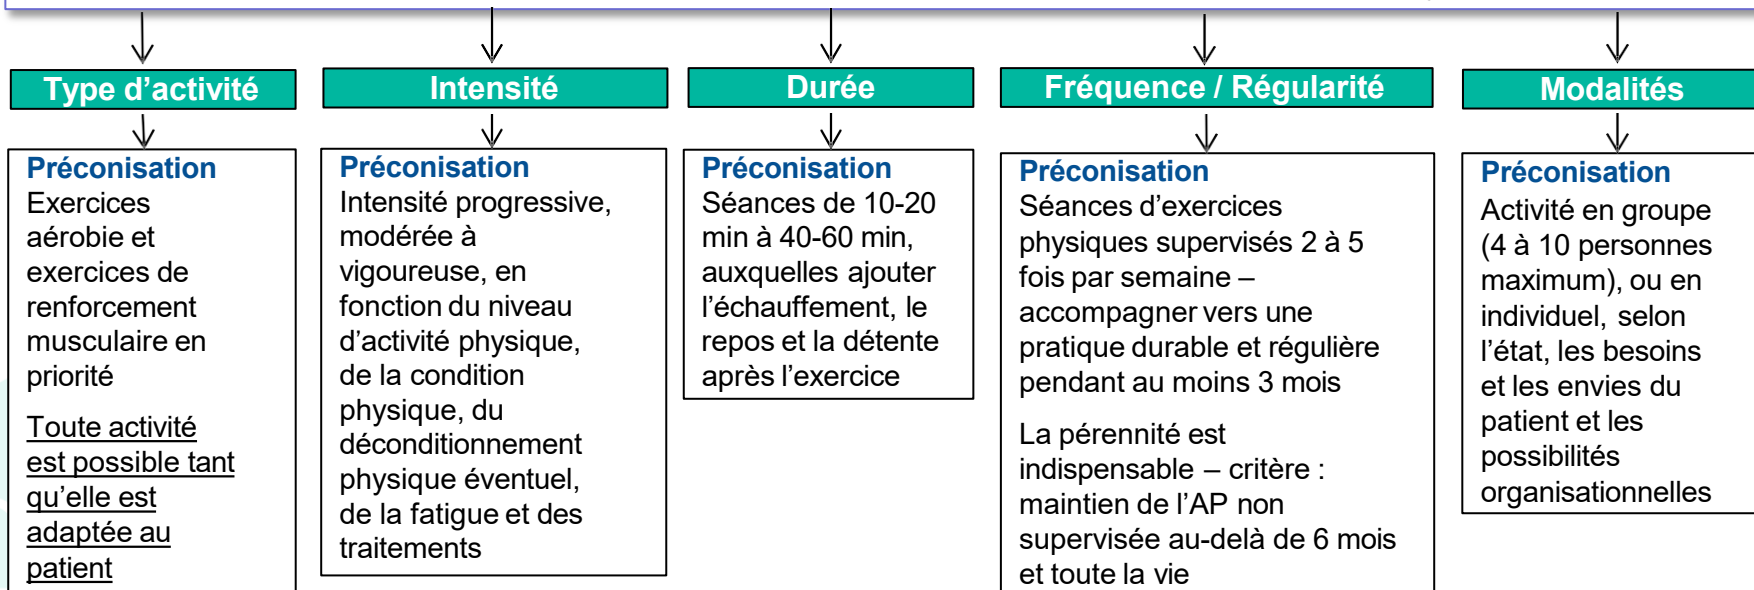 Type d’activité
Préconisation
Exercices
aérobie et
exercices de
renforcement
musculaire en
priorité
Toute activité
est possible tant
qu’elle est
adaptée au
patient
Intensité
Préconisation
Intensité progressive,
modérée à
vigoureuse, en
fonction du niveau
d’activité physique,
de la condition
physique, du
déconditionnement
physique éventuel,
de la fatigue et des
traitements
Durée
Préconisation
Séances de 10-20
min à 40-60 min,
auxquelles ajouter
l’échauffement, le
repos et la détente
après l’exercice
Fréquence / Régularité
Préconisation
Séances d’exercices
physiques supervisés 2 à 5
fois par semaine –
accompagner vers une
pratique durable et régulière
pendant au moins 3 mois
La pérennité est
indispensable – critère :
maintien de l’AP non
supervisée au-delà de 6 mois
et toute la vie
Modalités
Préconisation
Activité en groupe
(4 à 10 personnes
maximum), ou en
individuel, selon
l’état, les besoins
et les envies du
patient et les
possibilités
organisationnelles